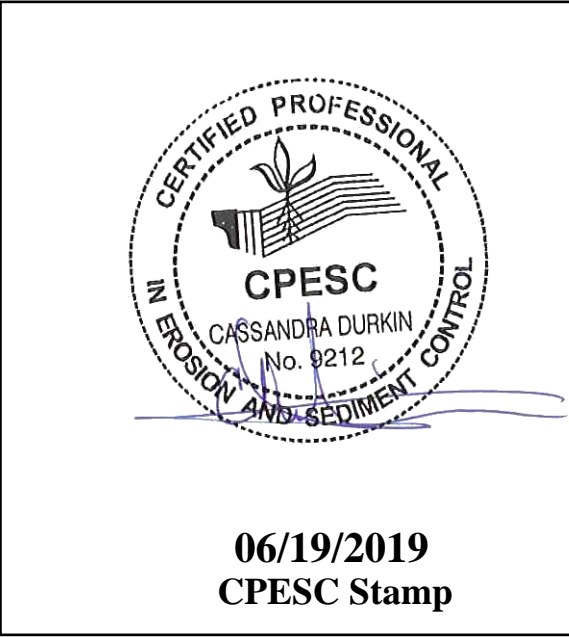 CERTIFIED PROFESSIONAL
IN EROSION AND SEDIMENT CONTROL
CPESC
CASSANDRA DURKIN
No. 9212
06/19/2019
CPESC Stamp